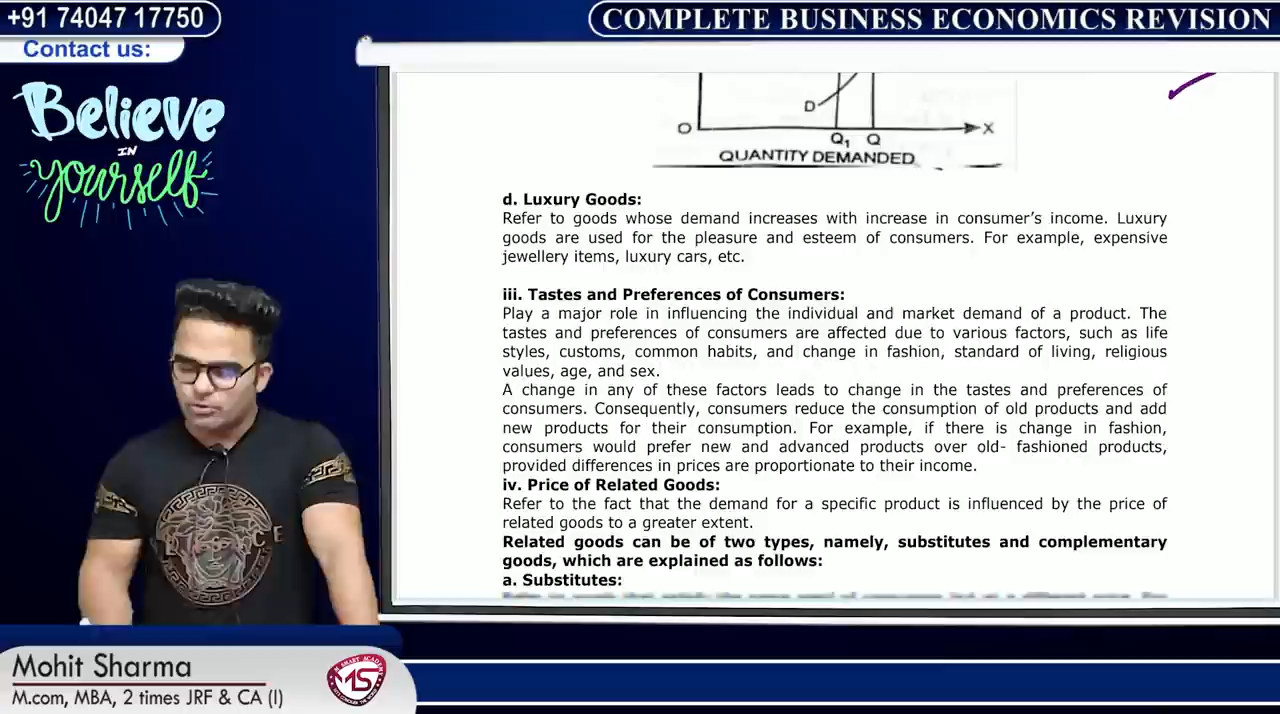 +91 74047 17750
Contact us:
COMPLETE BUSINESS ECONOMICS REVISION
Believe
IN
yourself
D
O
Q1 Q
X
QUANTITY DEMANDED
d. Luxury Goods:
Refer to goods whose demand increases with increase in consumer's income. Luxury
goods are used for the pleasure and esteem of consumers. For example, expensive
jewellery items, luxury cars, etc.
iii. Tastes and Preferences of Consumers:
Play a major role in influencing the individual and market demand of a product. The
tastes and preferences of consumers are affected due to various factors, such as life
styles, customs, common habits, and change in fashion, standard of living, religious
values, age, and sex.
A change in any of these factors leads to change in the tastes and preferences of
consumers. Consequently, consumers reduce the consumption of old products and add
new products for their consumption. For example, if there is change in fashion,
consumers would prefer new and advanced products over old- fashioned products,
provided differences in prices are proportionate to their income.
iv. Price of Related Goods:
Refer to the fact that the demand for a specific product is influenced by the price of
related goods to a greater extent.
Related goods can be of two types, namely, substitutes and complementary
goods, which are explained as follows:
a. Substitutes:
Mohit Sharma
M.com, MBA, 2 times JRF & CA (I)
MS